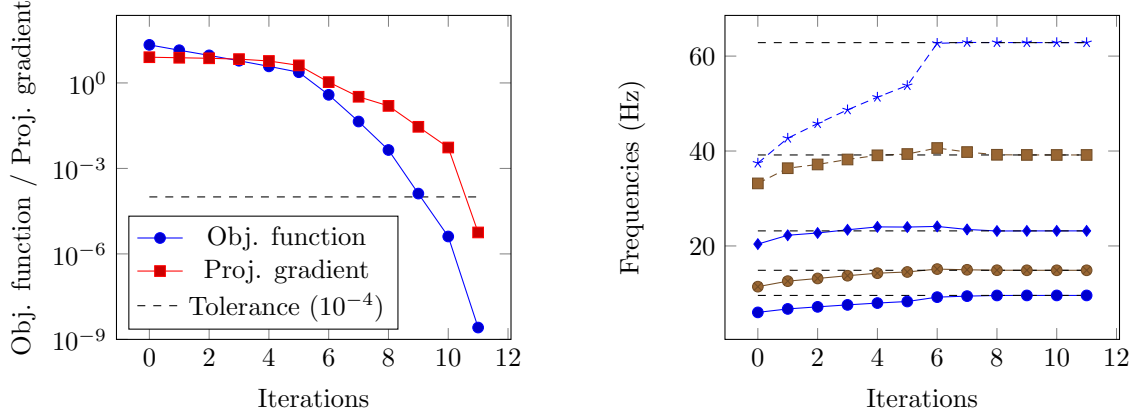 Obj. function / Proj. gradient
10⁰
10⁻³
10⁻⁶
10⁻⁹
Obj. function
Proj. gradient
Tolerance (10⁻⁴)
0 2 4 6 8 10 12
Iterations
Frequencies (Hz)
60
40
20
0 2 4 6 8 10 12
Iterations